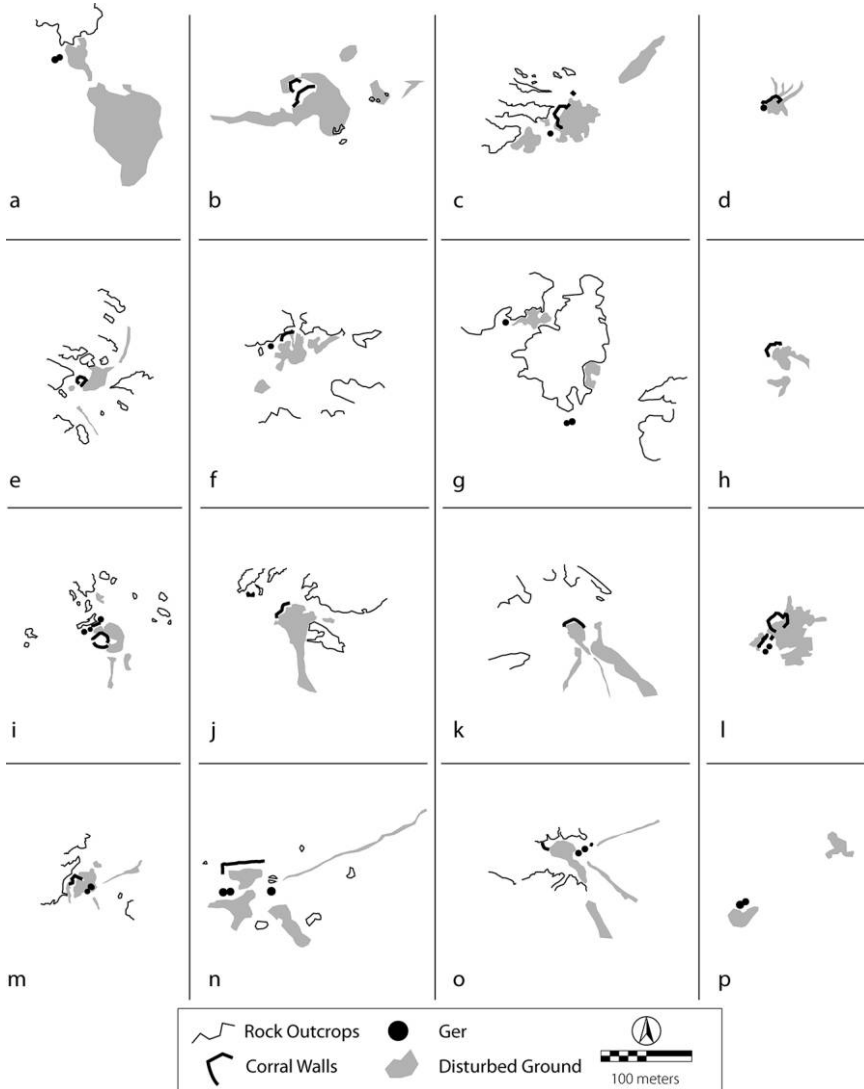 a
b
c
d
e
f
g
h
i
j
k
l
m
n
o
p
Rock Outcrops
Ger
Corral Walls
Disturbed Ground
100 meters